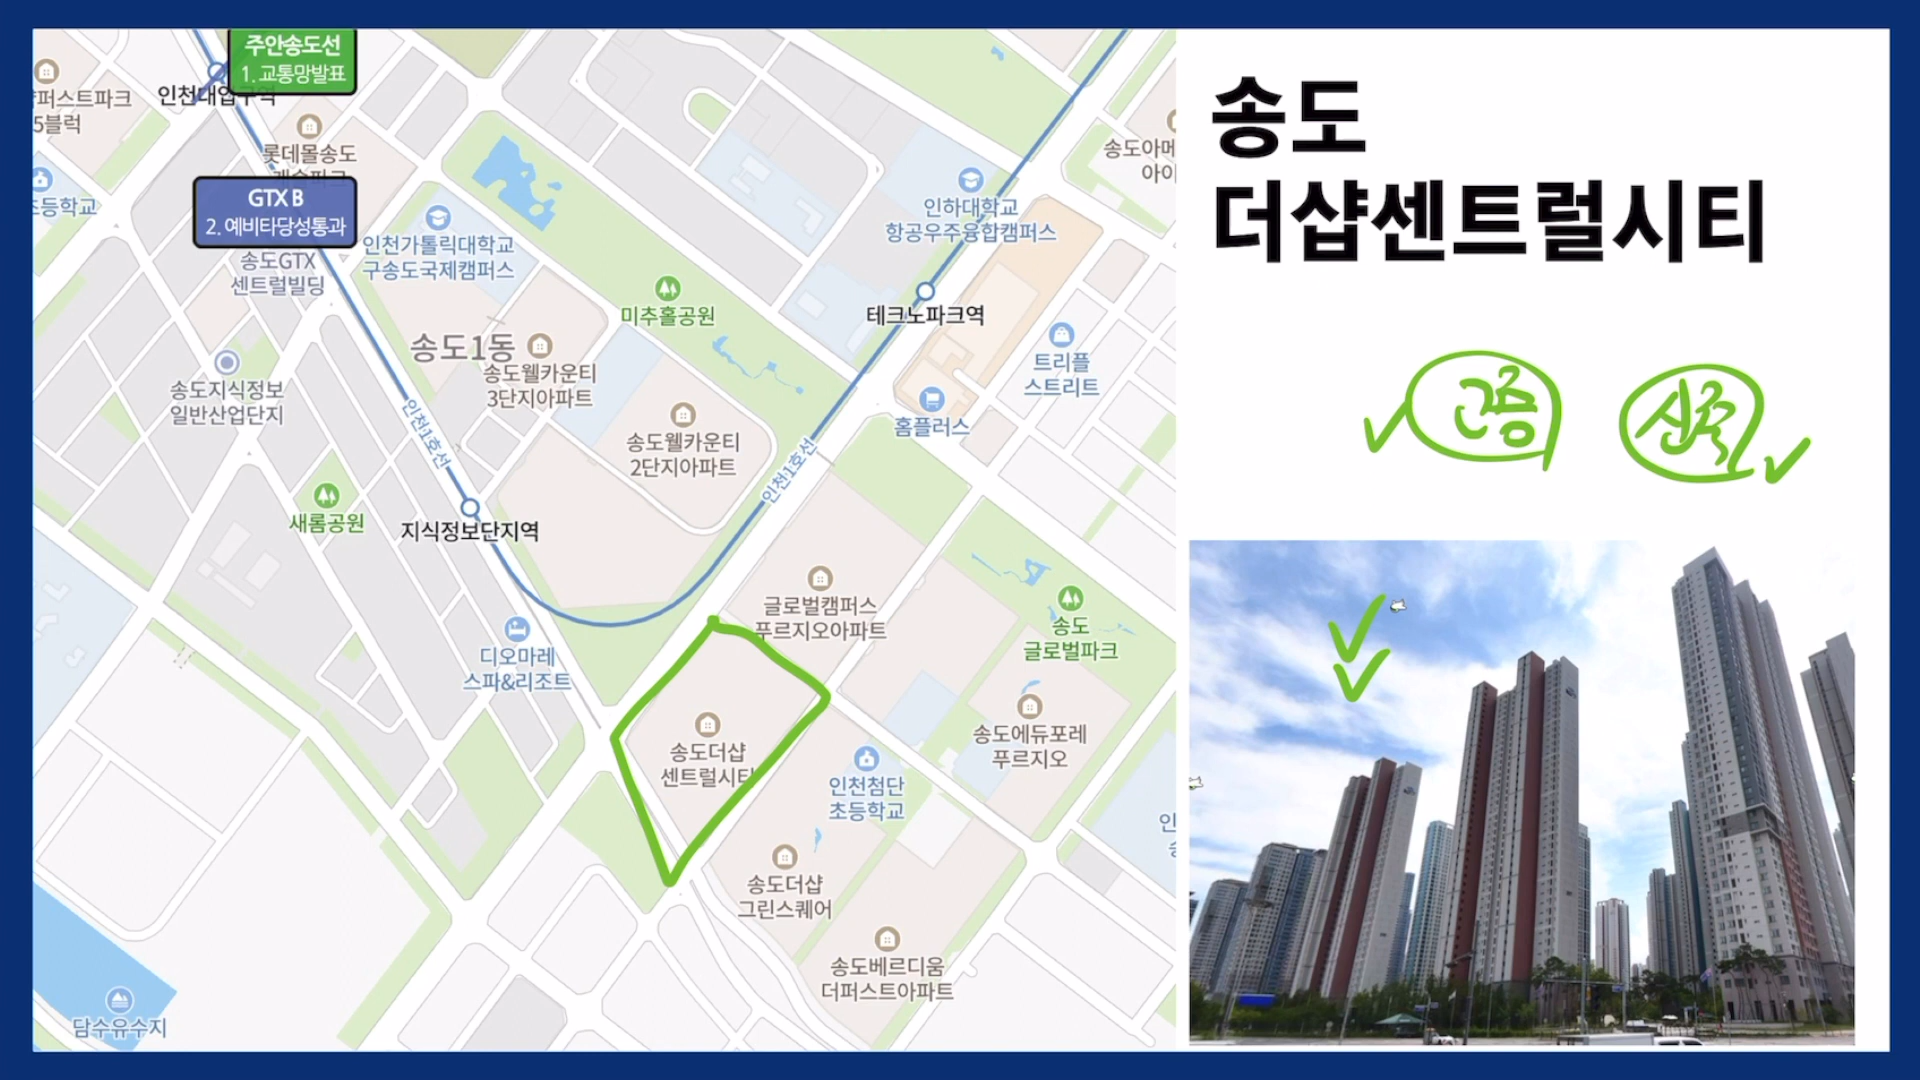 주안송도선
1. 교통망발표
인천대입구역
퍼스트파크
5블럭
롯데몰송도
초등학교
GTX B
2. 예비타당성통과
송도GTX
센트럴빌딩
인천가톨릭대학교
구송도국제캠퍼스
미추홀공원
인하대학교
항공우주융합캠퍼스
송도아메
아이
테크노파크역
트리플
스트리트
홈플러스
송도1동
송도웰카운티
3단지아파트
송도웰카운티
2단지아파트
송도지식정보
일반산업단지
인천1호선
인천1호선
새롬공원
지식정보단지역
글로벌캠퍼스
푸르지오아파트
송도
글로벌파크
디오마레
스파&리조트
송도더샵
센트럴시티
송도에듀포레
푸르지오
인천첨단
초등학교
송도더샵
그린스퀘어
송도베르디움
더퍼스트아파트
담수유수지
송도
더샵센트럴시티
고층
신축